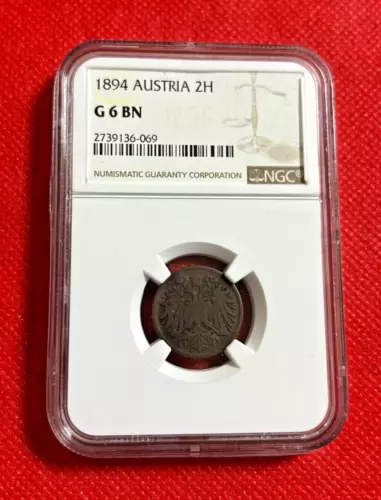 1894 AUSTRIA 2H
G 6 BN
2739136-069
NUMISMATIC GUARANTY CORPORATION
NGC®